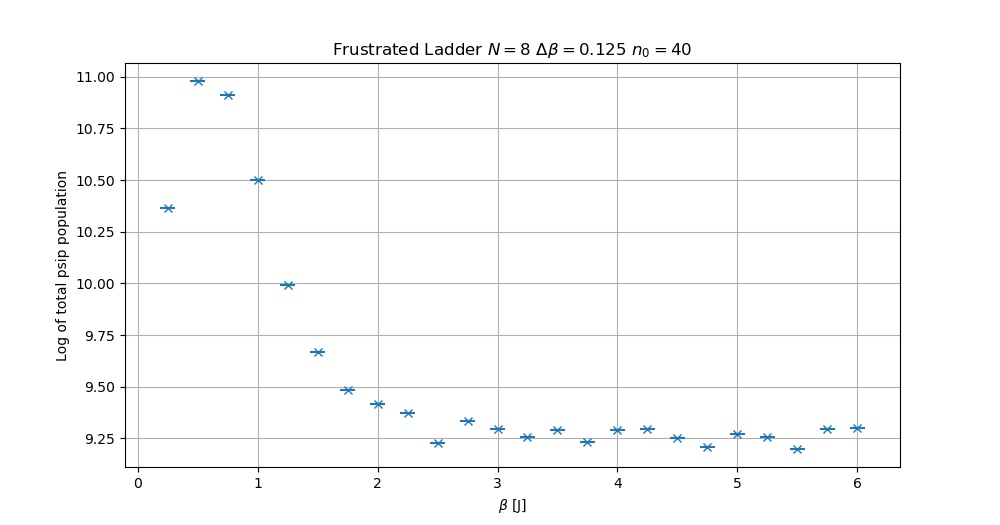 Frustrated Ladder N = 8 Δβ = 0.125 n₀ = 40
Log of total psip population
11.00
10.75
10.50
10.25
10.00
9.75
9.50
9.25
0 1 2 3 4 5 6
β [J]